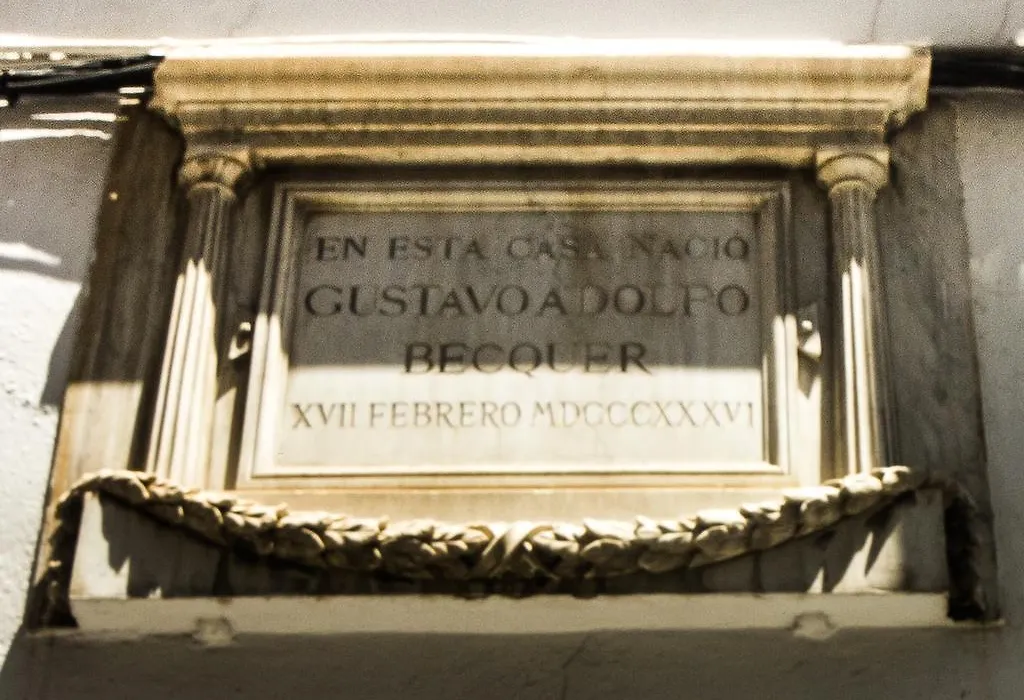 EN ESTA CASA NACIO
GUSTAVO ADOLFO
BECQUER
XVII FEBRERO MDCCCXXXVI